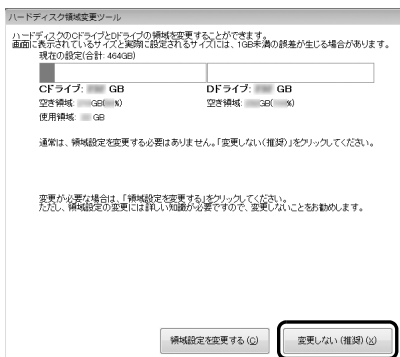 ハードディスク領域変更ツール
ハードディスクのCドライブとDドライブの領域を変更することができます。
画面に表示されているサイズと実際に設定されるサイズには、1GB未満の誤差が生じる場合があります。
現在の設定(合計: 464GB)
Cドライブ: GB
Dドライブ: GB
空き領域: GB( %)
空き領域: GB( %)
使用領域: GB
通常は、領域設定を変更する必要はありません。「変更しない(推奨)」をクリックしてください。
変更が必要な場合は、「領域設定を変更する」をクリックしてください。
ただし、領域設定の変更には詳しい知識が必要ですので、変更しないことをお勧めします。
領域設定を変更する(C)
変更しない(推奨)(X)